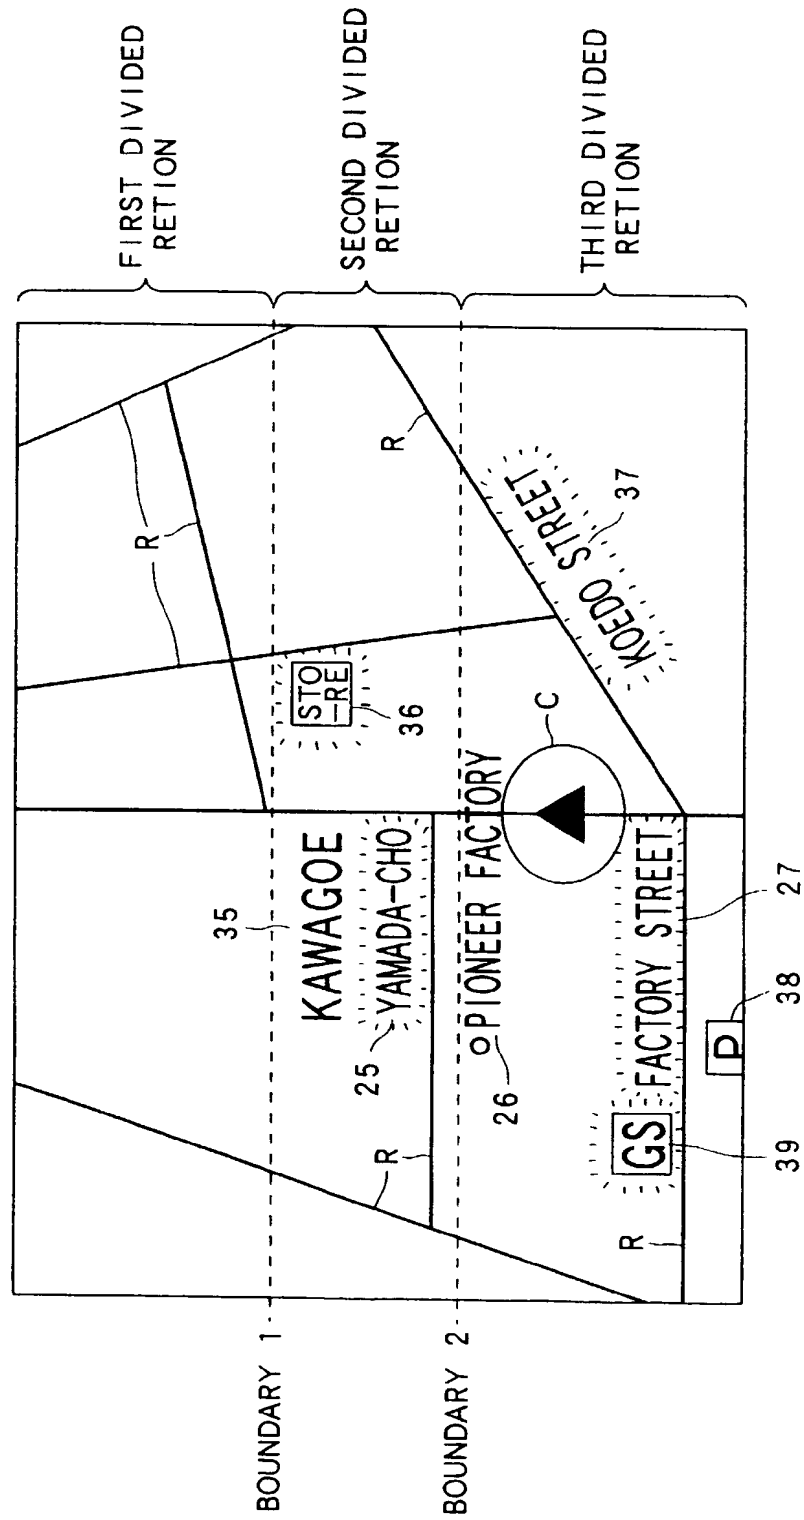 FIRST DIVIDED
RETION
SECOND DIVIDED
RETION
THIRD DIVIDED
RETION
BOUNDARY 1
BOUNDARY 2
R
R
R
R
R
35
KAWAGOE
25
YAMADA-CHO
STO
-RE
36
26
PIONEER FACTORY
C
KOEDO STREET
37
GS
FACTORY STREET
P
39
38
27